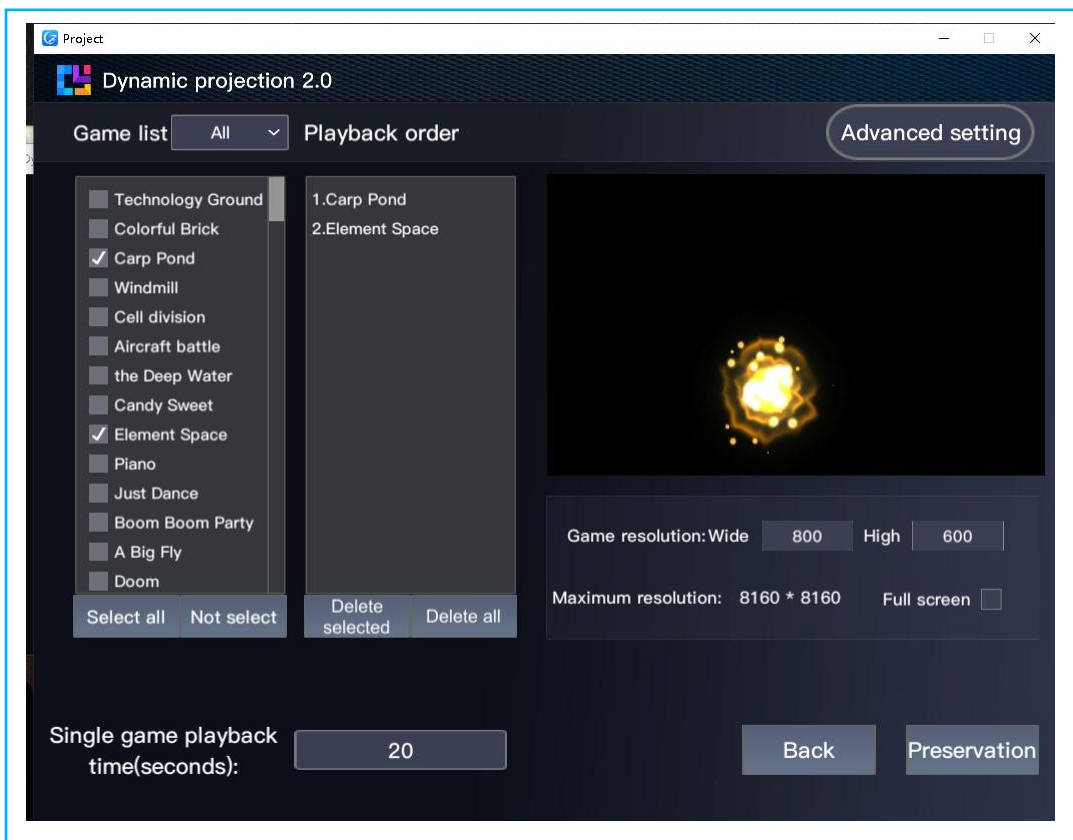 Project
Dynamic projection 2.0
Game list All Playback order Advanced setting
Technology Ground
Colorful Brick
Carp Pond
Windmill
Cell division
Aircraft battle
the Deep Water
Candy Sweet
Element Space
Piano
Just Dance
Boom Boom Party
A Big Fly
Doom
Select all Not select
1.Carp Pond
2.Element Space
Delete
selected
Delete all
Game resolution:Wide 800 High 600
Maximum resolution: 8160 * 8160 Full screen
Single game playback
time(seconds):
20
Back Preservation